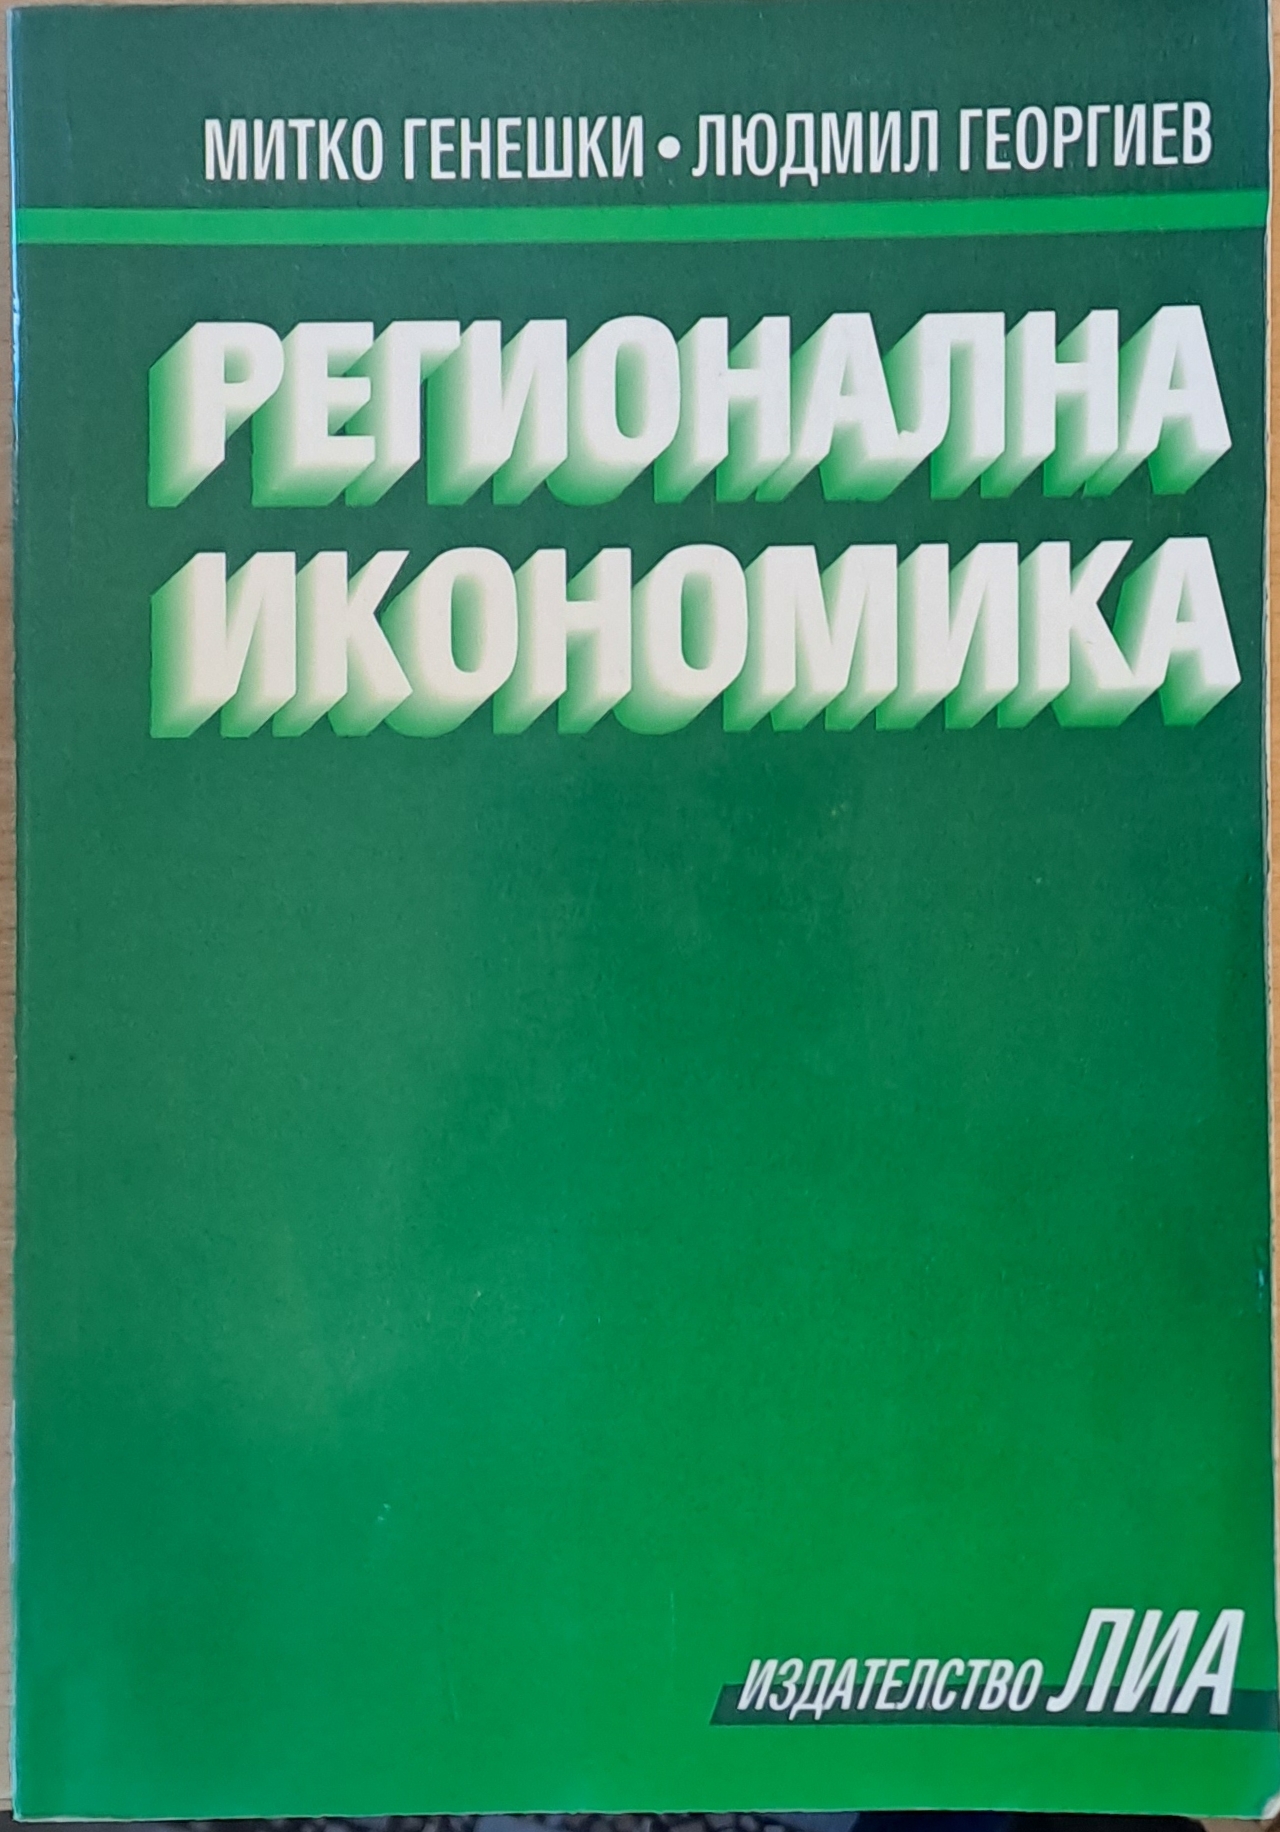 МИТКО ГЕНЕШКИ • ЛЮДМИЛ ГЕОРГИЕВ
РЕГИОНАЛНА
ИКОНОМИКА
ИЗДАТЕЛСТВО ЛИА